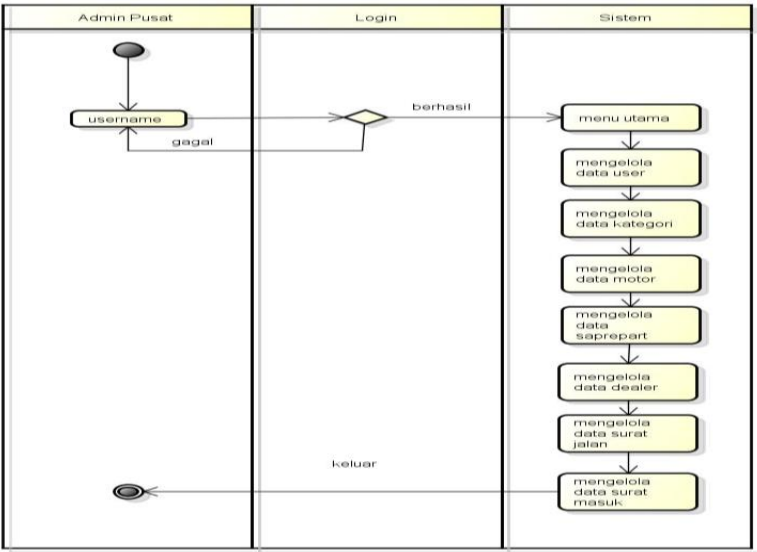 Admin Pusat
Login
Sistem
username
berhasil
gagal
menu utama
mengelola
data user
mengelola
data kategori
mengelola
data motor
mengelola
data
saprepart
mengelola
data dealer
mengelola
data surat
jalan
keluar
mengelola
data surat
masuk